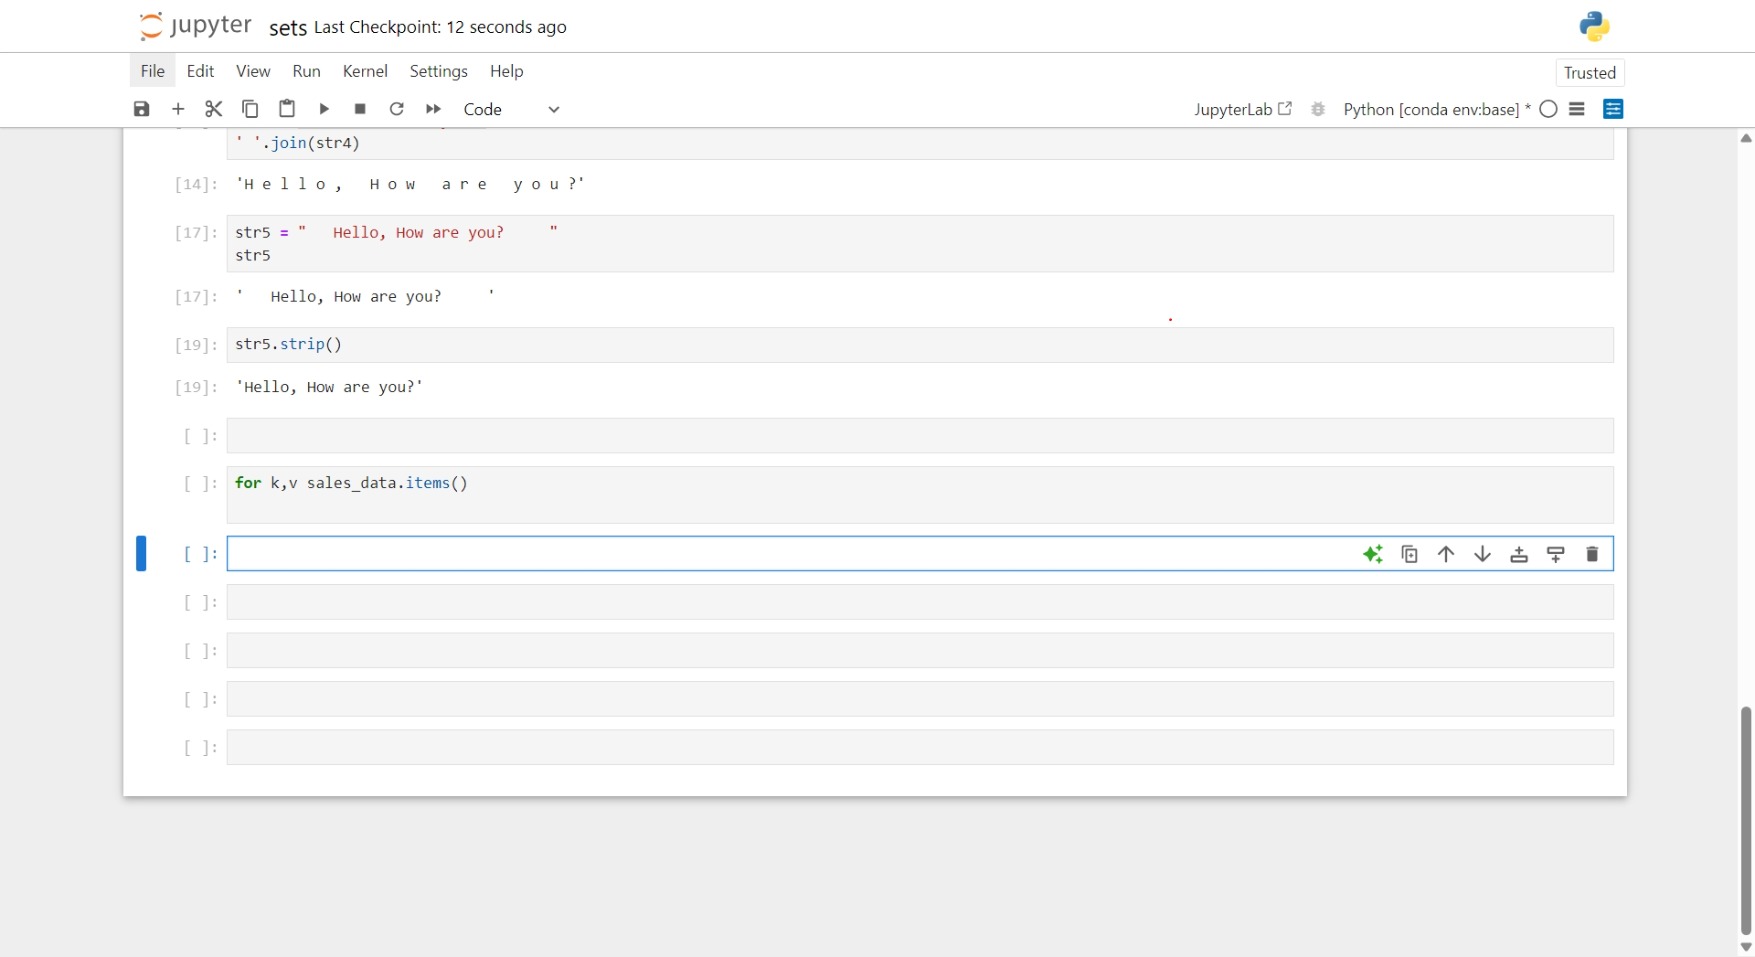 jupyter sets Last Checkpoint: 12 seconds ago
File Edit View Run Kernel Settings Help
Trusted
Code
JupyterLab Python [conda env:base] *
' '.join(str4)
[14]: 'H e l l o ,   H o w   a r e   y o u ?'
[17]: str5 = "   Hello, How are you?     "
str5
[17]: '   Hello, How are you?     '
[19]: str5.strip()
[19]: 'Hello, How are you?'
[ ]:
[ ]: for k,v sales_data.items()
[ ]:
[ ]:
[ ]:
[ ]:
[ ]: